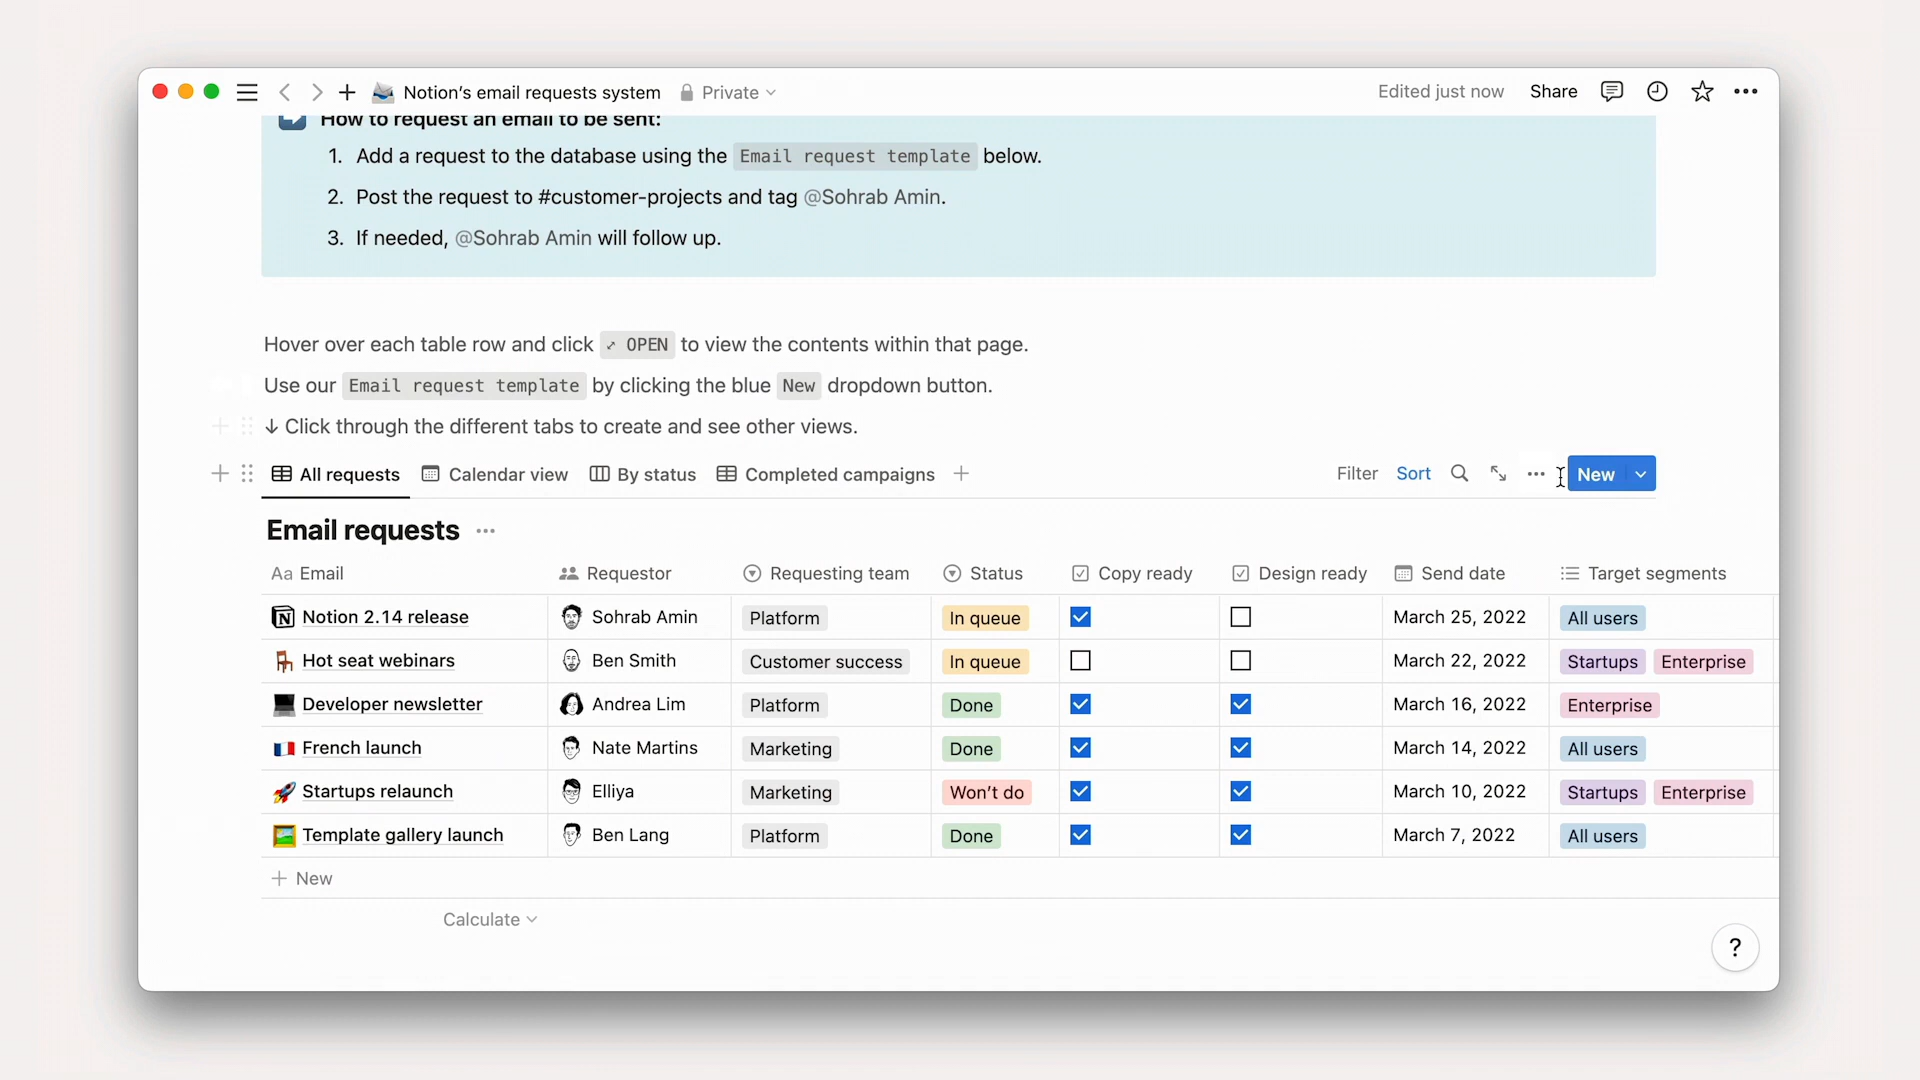 Notion's email requests system Private Edited just now Share
How to request an email to be sent:
1. Add a request to the database using the Email request template below.
2. Post the request to #customer-projects and tag @Sohrab Amin.
3. If needed, @Sohrab Amin will follow up.
Hover over each table row and click ⤢ OPEN to view the contents within that page.
Use our Email request template by clicking the blue New dropdown button.
↓ Click through the different tabs to create and see other views.
All requests Calendar view By status Completed campaigns Filter Sort New
Email requests
Aa Email Requestor Requesting team Status Copy ready Design ready Send date Target segments
Notion 2.14 release Sohrab Amin Platform In queue March 25, 2022 All users
Hot seat webinars Ben Smith Customer success In queue March 22, 2022 Startups Enterprise
Developer newsletter Andrea Lim Platform Done March 16, 2022 Enterprise
French launch Nate Martins Marketing Done March 14, 2022 All users
Startups relaunch Elliya Marketing Won't do March 10, 2022 Startups Enterprise
Template gallery launch Ben Lang Platform Done March 7, 2022 All users
+ New
Calculate
?